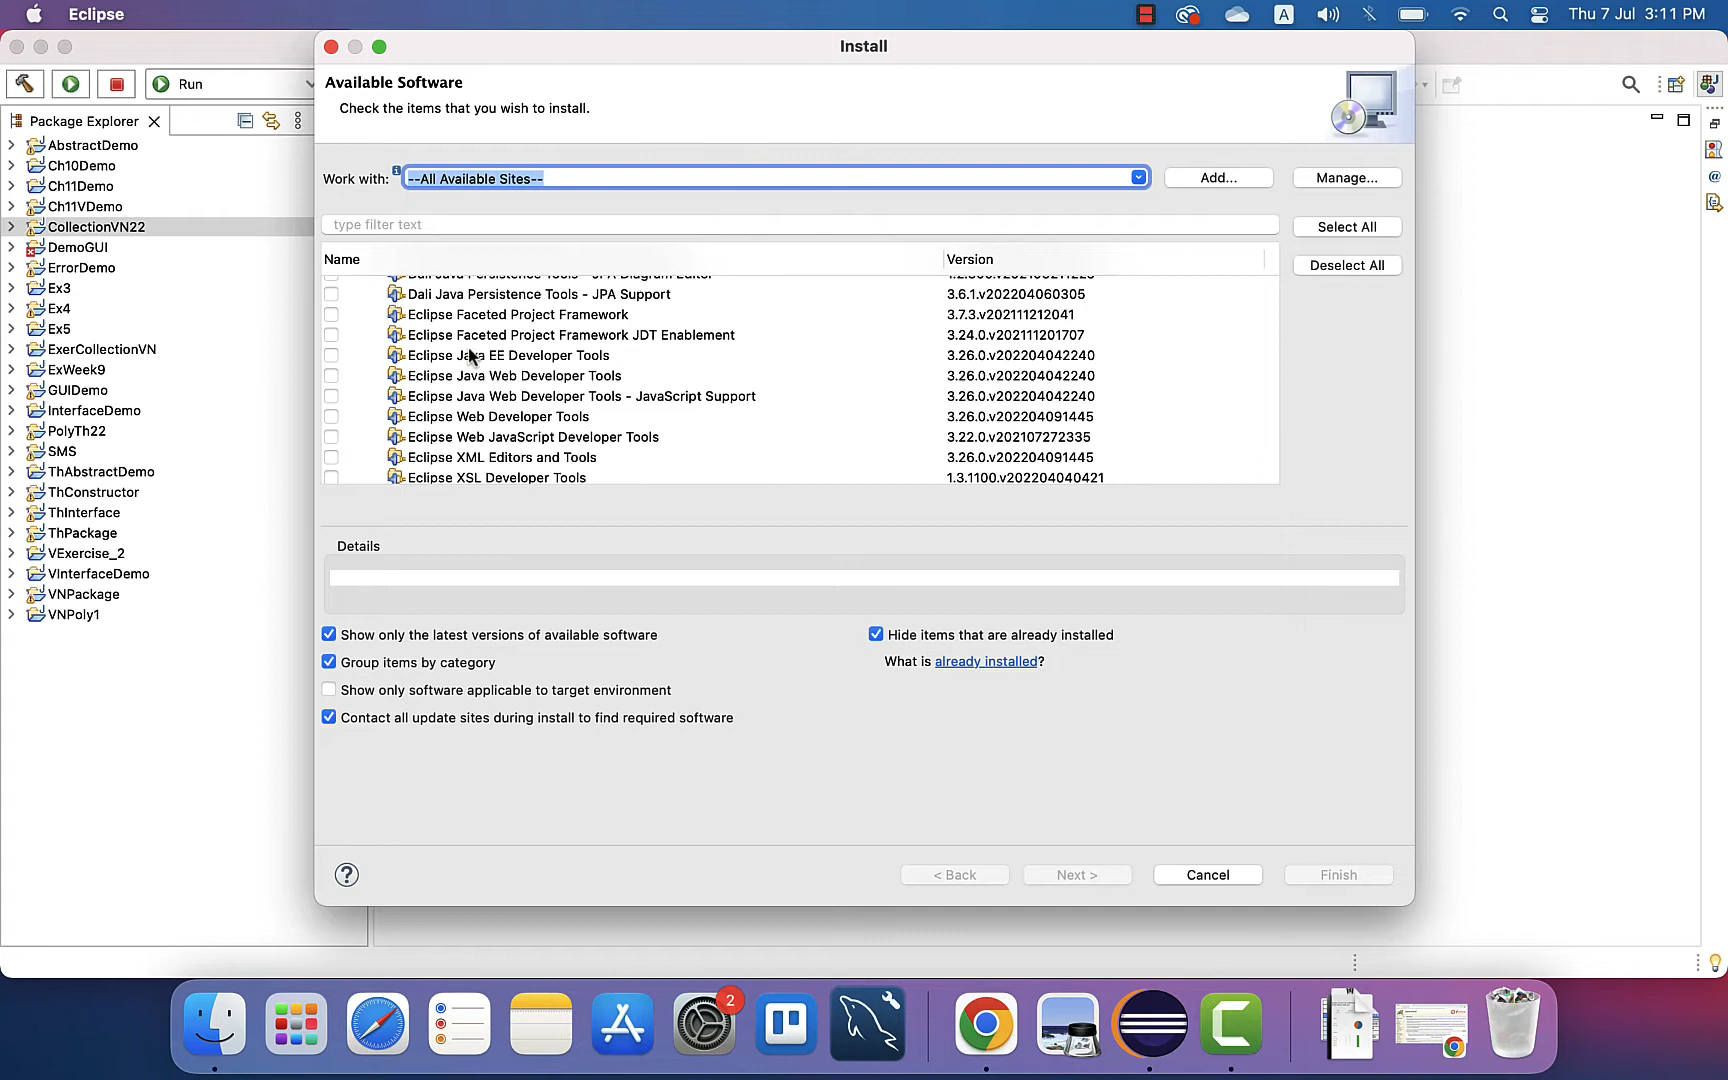 Eclipse
A
Thu 7 Jul 3:11 PM
Install
Run
Available Software
Check the items that you wish to install.
Package Explorer
AbstractDemo
Ch10Demo
Ch11Demo
Ch11VDemo
CollectionVN22
DemoGUI
ErrorDemo
Ex3
Ex4
Ex5
ExerCollectionVN
ExWeek9
GUIDemo
InterfaceDemo
PolyTh22
SMS
ThAbstractDemo
ThConstructor
ThInterface
ThPackage
VExercise_2
VInterfaceDemo
VNPackage
VNPoly1
Work with:
--All Available Sites--
Add...
Manage...
type filter text
Select All
Deselect All
Name Version
Dali Java Persistence Tools - JPA Diagram Editor
Dali Java Persistence Tools - JPA Support 3.6.1.v202204060305
Eclipse Faceted Project Framework 3.7.3.v202111212041
Eclipse Faceted Project Framework JDT Enablement 3.24.0.v202111201707
Eclipse Java EE Developer Tools 3.26.0.v202204042240
Eclipse Java Web Developer Tools 3.26.0.v202204042240
Eclipse Java Web Developer Tools - JavaScript Support 3.26.0.v202204042240
Eclipse Web Developer Tools 3.26.0.v202204091445
Eclipse Web JavaScript Developer Tools 3.22.0.v202107272335
Eclipse XML Editors and Tools 3.26.0.v202204091445
Eclipse XSL Developer Tools 1.3.1100.v202204040421
Details
Show only the latest versions of available software
Hide items that are already installed
Group items by category
What is already installed?
Show only software applicable to target environment
Contact all update sites during install to find required software
?
< Back
Next >
Cancel
Finish
2